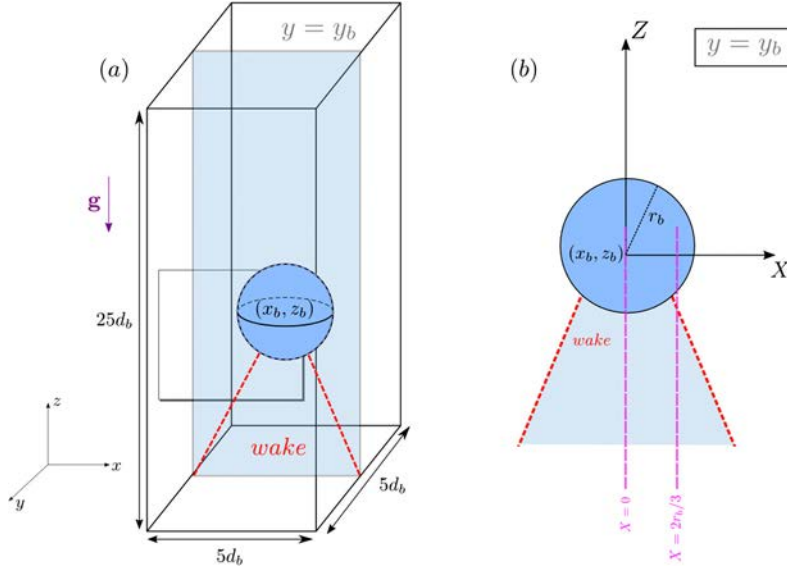 (a)
y = y_b
g
25d_b
(x_b, z_b)
wake
z
x
y
5d_b
5d_b
(b)
Z
y = y_b
r_b
(x_b, z_b)
X
wake
X = 0
X = 2r_b/3